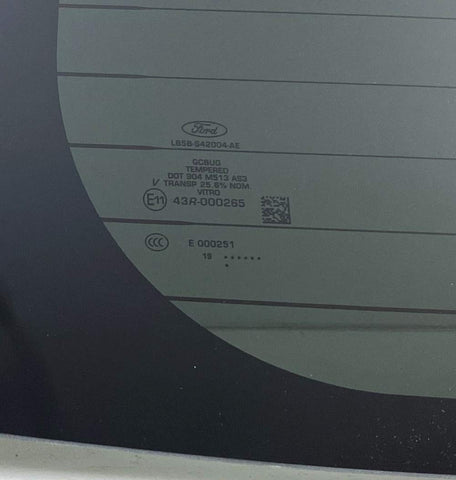 Ford
LB5B-S42004-AE
GCBUG
TEMPERED
DOT 904 M513 AS3
V TRANSP 25.6% NOM.
VITRO
E11 43R-000265
CCC E 000251
19 ••••••
•